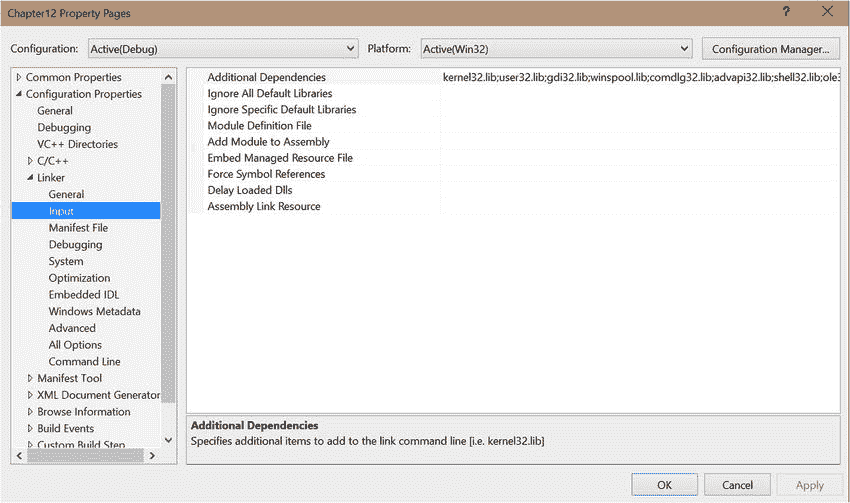 Chapter12 Property Pages
? X
Configuration: Active(Debug) Platform: Active(Win32) Configuration Manager...
Common Properties
Configuration Properties
General
Debugging
VC++ Directories
C/C++
Linker
General
Input
Manifest File
Debugging
System
Optimization
Embedded IDL
Windows Metadata
Advanced
All Options
Command Line
Manifest Tool
XML Document Generator
Browse Information
Build Events
Custom Build Step
Additional Dependencies kernel32.lib;user32.lib;gdi32.lib;winspool.lib;comdlg32.lib;advapi32.lib;shell32.lib;ole3
Ignore All Default Libraries
Ignore Specific Default Libraries
Module Definition File
Add Module to Assembly
Embed Managed Resource File
Force Symbol References
Delay Loaded Dlls
Assembly Link Resource
Additional Dependencies
Specifies additional items to add to the link command line [i.e. kernel32.lib]
OK Cancel Apply